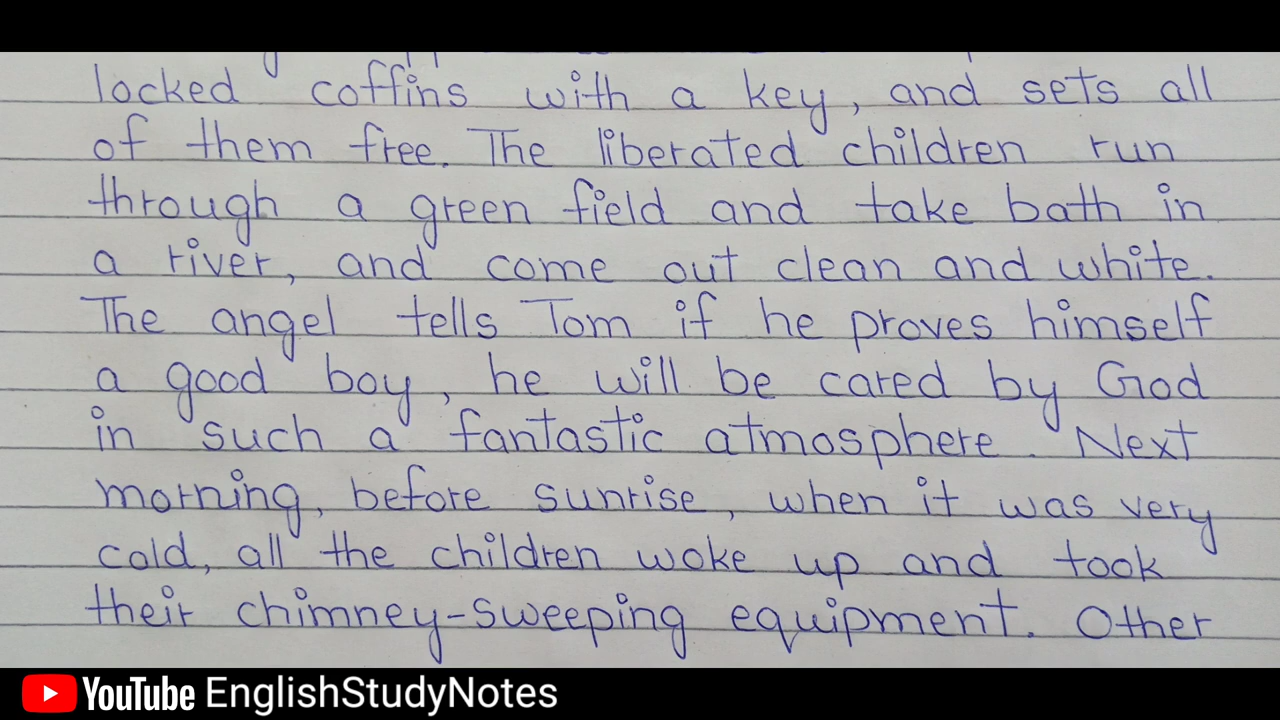 locked coffins with a key, and sets all
of them free. The liberated children run
through a green field and take bath in
a river, and come out clean and white.
The angel tells Tom if he proves himself
a good boy, he will be cared by God
in such a fantastic atmosphere. Next
morning, before sunrise, when it was very
cold, all the children woke up and took
their chimney-sweeping equipment. Other
YouTube EnglishStudyNotes